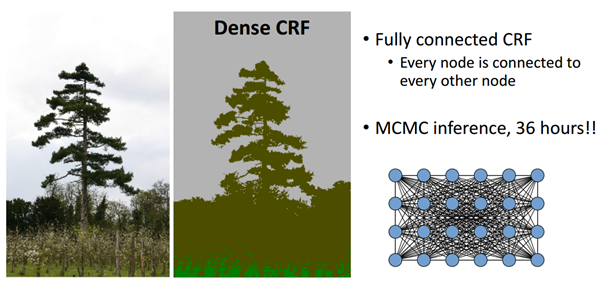 Dense CRF
• Fully connected CRF
• Every node is connected to
every other node
• MCMC inference, 36 hours!!